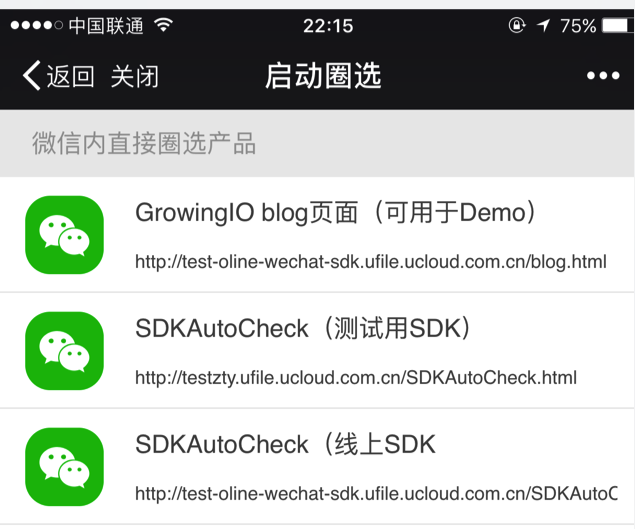 中国联通 22:15 75%
返回 关闭 启动圈选
微信内直接圈选产品
GrowingIO blog页面（可用于Demo）
http://test-oline-wechat-sdk.ufile.ucloud.com.cn/blog.html
SDKAutoCheck（测试用SDK）
http://testzty.ufile.ucloud.com.cn/SDKAutoCheck.html
SDKAutoCheck（线上SDK
http://test-oline-wechat-sdk.ufile.ucloud.com.cn/SDKAutoC